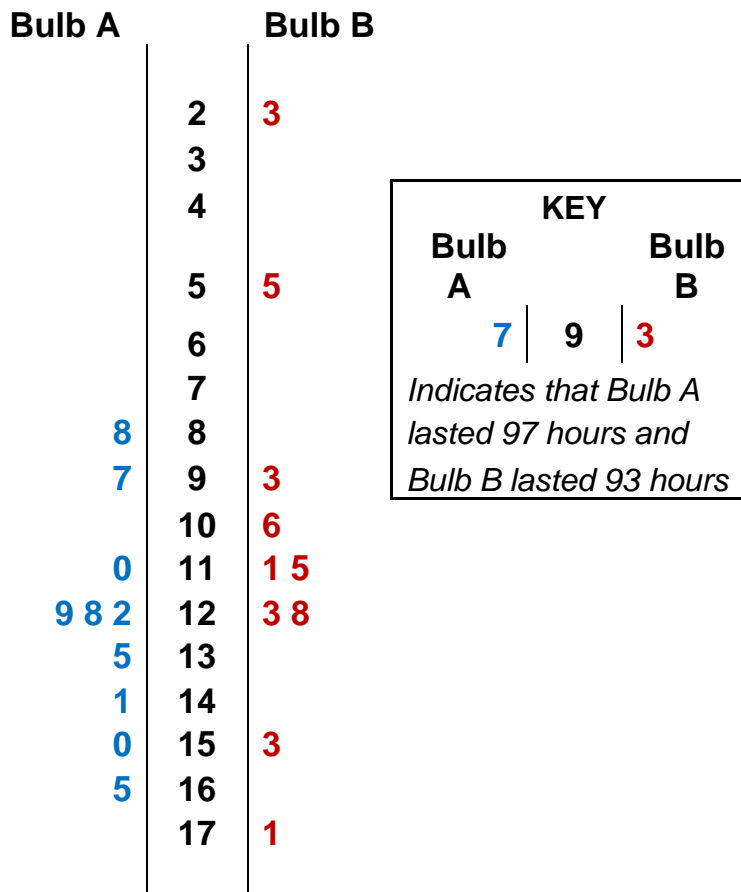 Bulb A Bulb B
2 3
3
4
5 5
6
7
8 8
7 9 3
10 6
0 11 1 5
9 8 2 12 3 8
5 13
1 14
0 15 3
5 16
17 1
KEY
Bulb Bulb
A B
7 9 3
Indicates that Bulb A
lasted 97 hours and
Bulb B lasted 93 hours